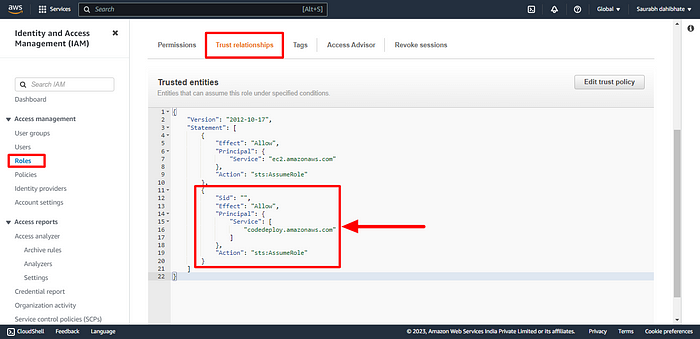 aws
Services
Search
[Alt+S]
Global
Saurabh dahibhate
Identity and Access
Management (IAM)
Search IAM
Dashboard
Access management
User groups
Users
Roles
Policies
Identity providers
Account settings
Access reports
Access analyzer
Archive rules
Analyzers
Settings
Credential report
Organization activity
Service control policies (SCPs)
Permissions
Trust relationships
Tags
Access Advisor
Revoke sessions
Trusted entities
Entities that can assume this role under specified conditions.
Edit trust policy
1 {
2 "Version": "2012-10-17",
3 "Statement": [
4 {
5 "Effect": "Allow",
6 "Principal": {
7 "Service": "ec2.amazonaws.com"
8 },
9 "Action": "sts:AssumeRole"
10 },
11 {
12 "Sid": "",
13 "Effect": "Allow",
14 "Principal": {
15 "Service": [
16 "codedeploy.amazonaws.com"
17 ]
18 },
19 "Action": "sts:AssumeRole"
20 }
21 ]
22 }
CloudShell
Feedback
Language
© 2023, Amazon Web Services India Private Limited or its affiliates.
Privacy
Terms
Cookie preferences